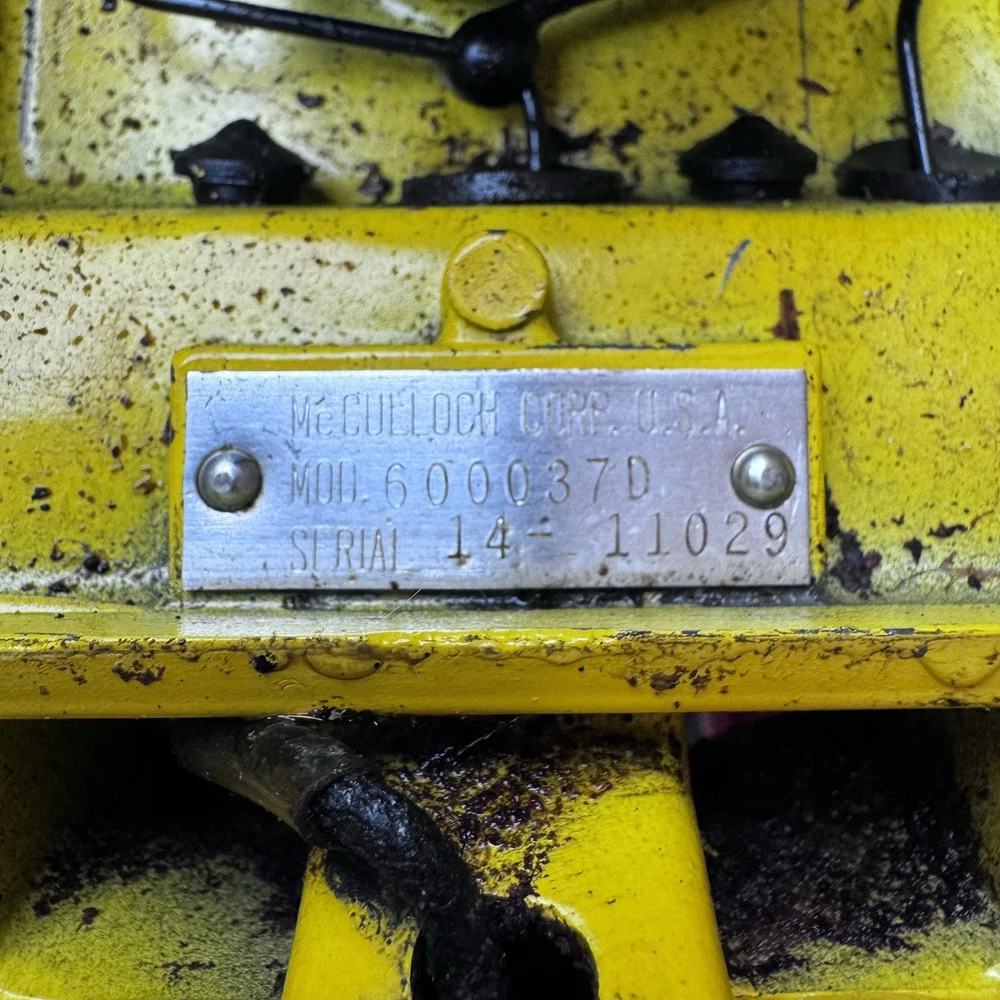 McCULLOCH CORP. U.S.A.
MOD. 600037D
SERIAL 14- 11029